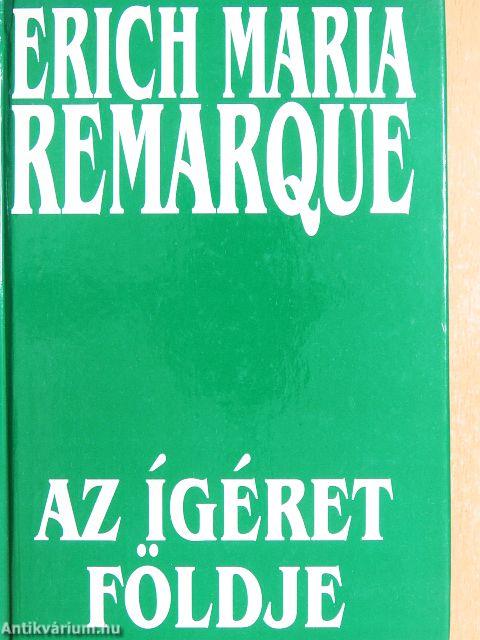 ERICH MARIA
REMARQUE
AZ ÍGÉRET
FÖLDJE
Antikvárium.hu